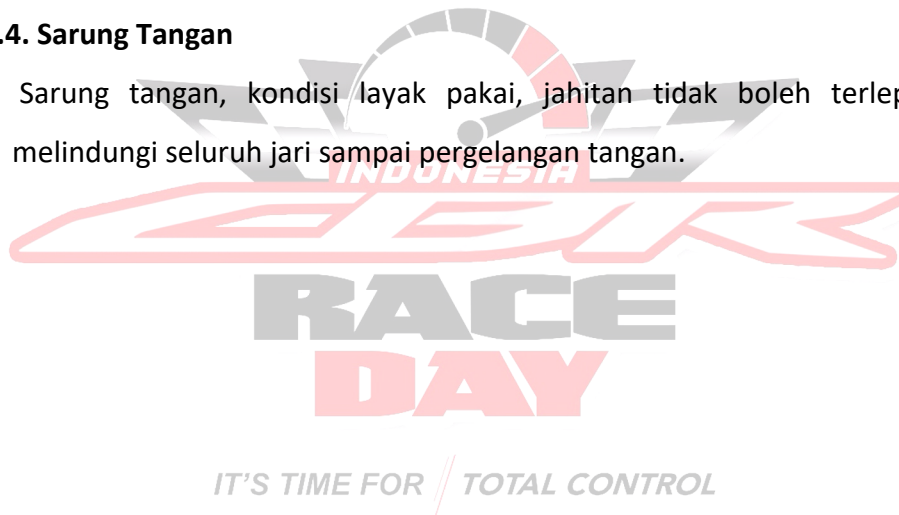 .4. Sarung Tangan
Sarung tangan, kondisi layak pakai, jahitan tidak boleh terlep
melindungi seluruh jari sampai pergelangan tangan.
INDONESIA
CBR
RACE
DAY
IT'S TIME FOR // TOTAL CONTROL